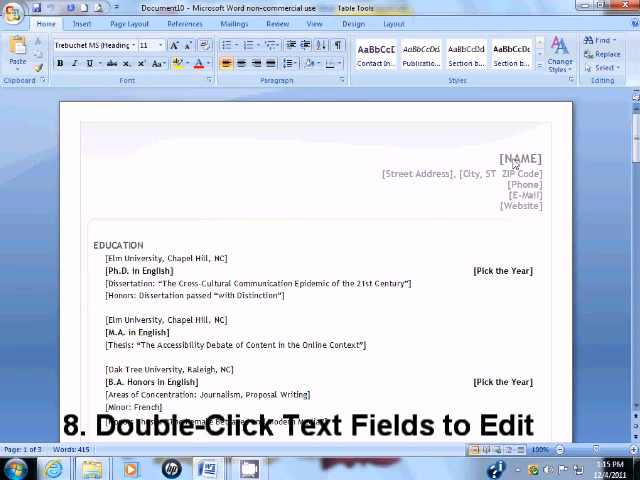 Document10 - Microsoft Word non-commercial use
Table Tools
Home Insert Page Layout References Mailings Review View Design Layout
Paste
Trebuchet MS (Heading 11
AaBbCcI AaBbCcDc AaBbCcDd AaBbCcDc
Contact In... Publicatio... Section b... Section b...
Change Styles
Find
Replace
Select
Clipboard Font Paragraph Styles Editing
[NAME]
[Street Address], [City, ST ZIP Code]
[Phone]
[E-Mail]
[Website]
EDUCATION
[Elm University, Chapel Hill, NC]
[Ph.D. in English] [Pick the Year]
[Dissertation: “The Cross-Cultural Communication Epidemic of the 21st Century”]
[Honors: Dissertation passed “with Distinction”]
[Elm University, Chapel Hill, NC]
[M.A. in English]
[Thesis: “The Accessibility Debate of Content in the Online Context”]
[Oak Tree University, Raleigh, NC]
[B.A. Honors in English] [Pick the Year]
[Areas of Concentration: Journalism, Proposal Writing]
[Minor: French]
8. Double-Click Text Fields to Edit
Page: 1 of 3 Words: 415 100%
1:15 PM
12/4/2011